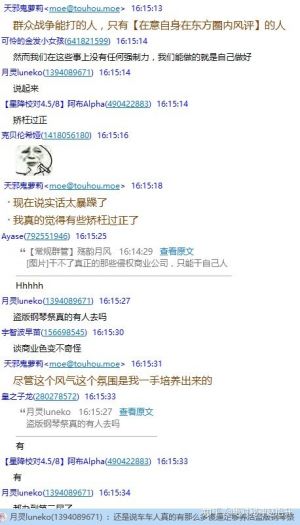 天邪鬼萝莉<moe@touhou.moe> 16:15:13
群众战争能打的人，只有【在意自身在东方圈内风评】的人
可怜的金发小女孩(641821599) 16:15:14
然而我们在这些事上没有任何强制力，我们能做的就是自己做好
月灵luneko(1394089671) 16:15:14
说起来
【星降校对4.5/8】阿布Alpha(490422883) 16:15:14
矫枉过正
克贝伦希娅(1418056180) 16:15:16
天邪鬼萝莉<moe@touhou.moe> 16:15:18
·现在说实话太暴躁了
·我真的觉得有些矫枉过正了
Ayase(792551946) 16:15:25
“【常规群管】殇韵月风 16:14:29 查看原文
[图片]干不了真正的那些侵权商业公司，只能干自己人
Hhhhh
月灵luneko(1394089671) 16:15:27
盗版钢琴祭真的有人去吗
宇智波早苗(156698545) 16:15:30
谈商业色变不奇怪
天邪鬼萝莉<moe@touhou.moe> 16:15:31
尽管这个风气这个氛围是我一手培养出来的
皇之子龙(280278572) 16:15:33
“月灵luneko 16:15:27 查看原文
盗版钢琴祭真的有人去吗
有
【星降校对4.5/8】阿布Alpha(490422883) 16:15:33
有
月灵luneko(1394089671) 16:15:34
月灵luneko(1394089671)：还是说车车人真的有那么多傻逼足够养活盗版钢琴祭